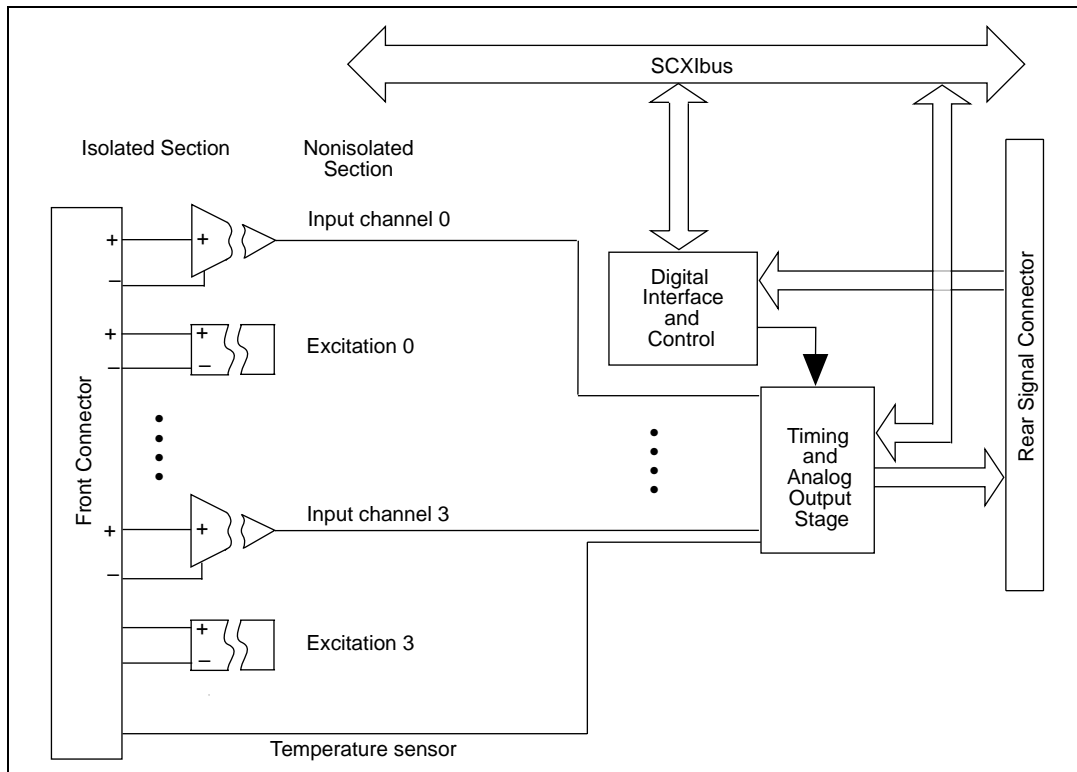 SCXIbus
Isolated Section
Nonisolated
Section
Input channel 0
+
+
−
Digital
Interface
and
Control
+
+
Excitation 0
−
−
Timing
and
Analog
Output
Stage
Front Connector
Rear Signal Connector
Input channel 3
+
+
−
+
Excitation 3
−
Temperature sensor